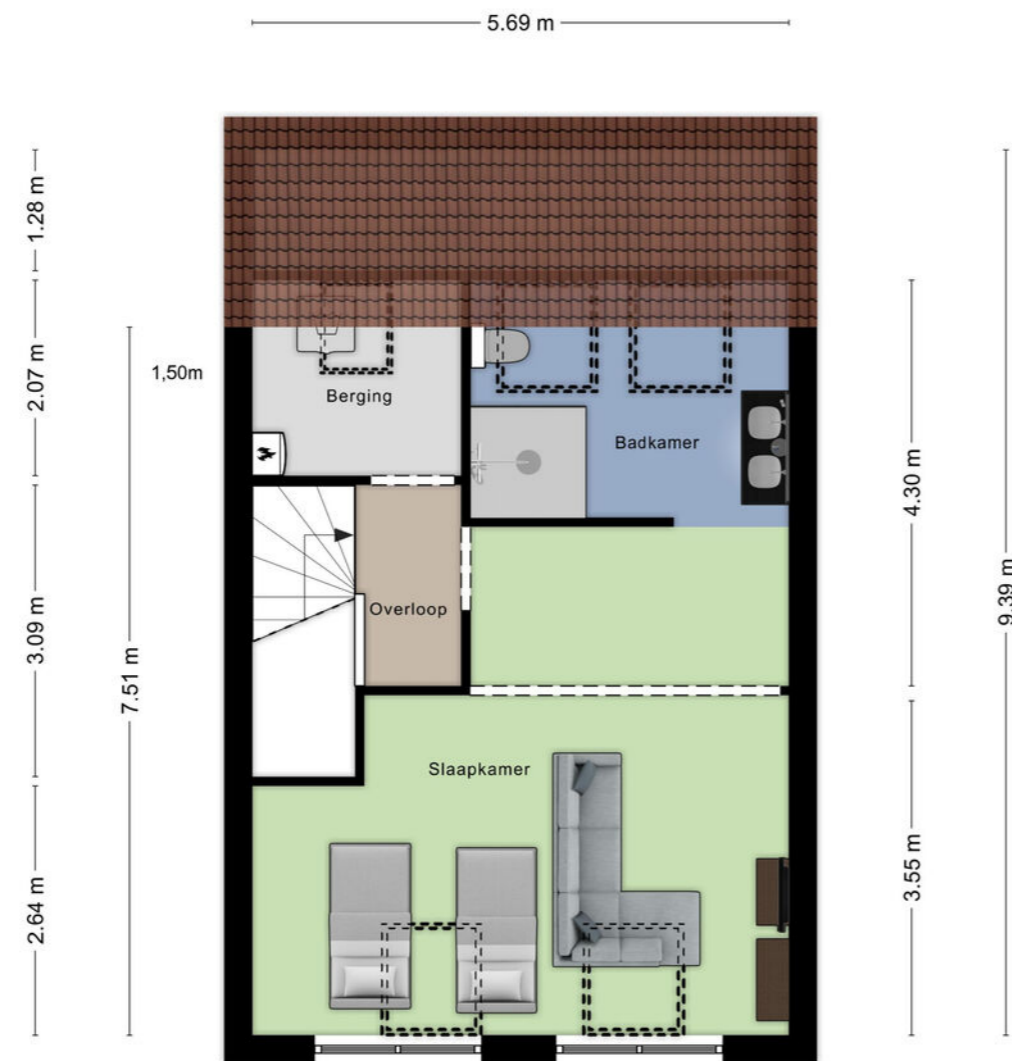 5.69 m
1.28 m
2.07 m
1,50m
Berging
Badkamer
4.30 m
9.39 m
3.09 m
Overloop
7.51 m
Slaapkamer
3.55 m
2.64 m